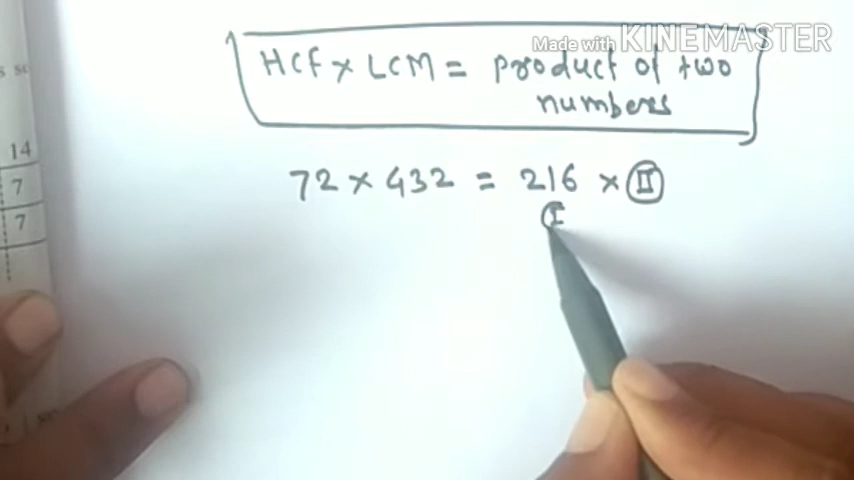 Made with KINEMASTER
HCF × LCM = product of two
numbers
72 × 432 = 216 × II
I
14
7
7